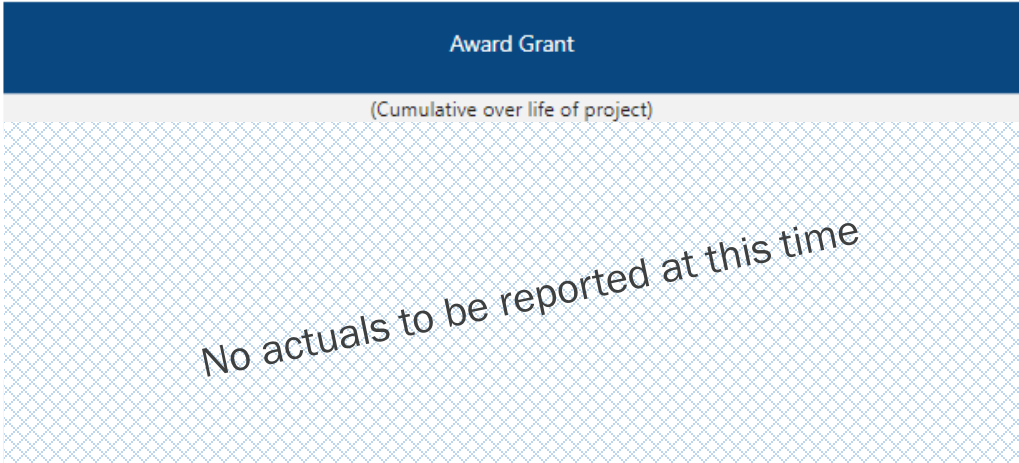 Award Grant
(Cumulative over life of project)
No actuals to be reported at this time